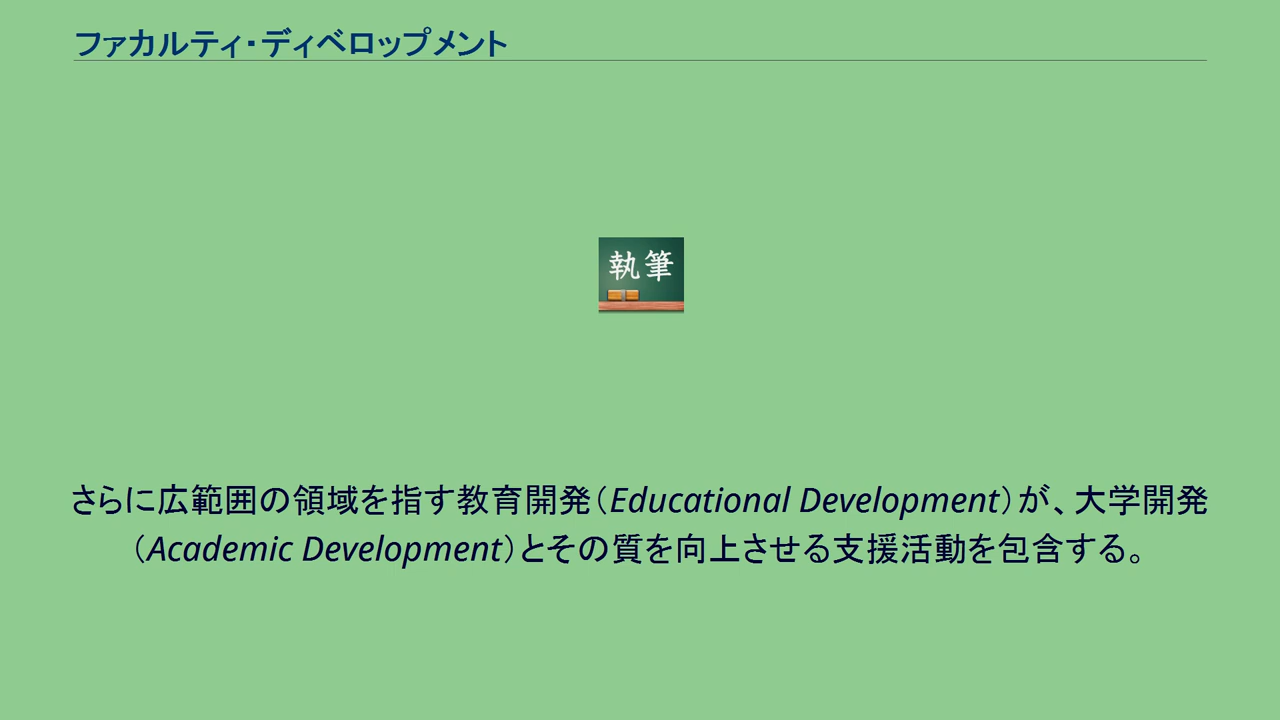 ファカルティ・ディベロップメント
執筆
さらに広範囲の領域を指す教育開発（Educational Development）が、大学開発
（Academic Development）とその質を向上させる支援活動を包含する。